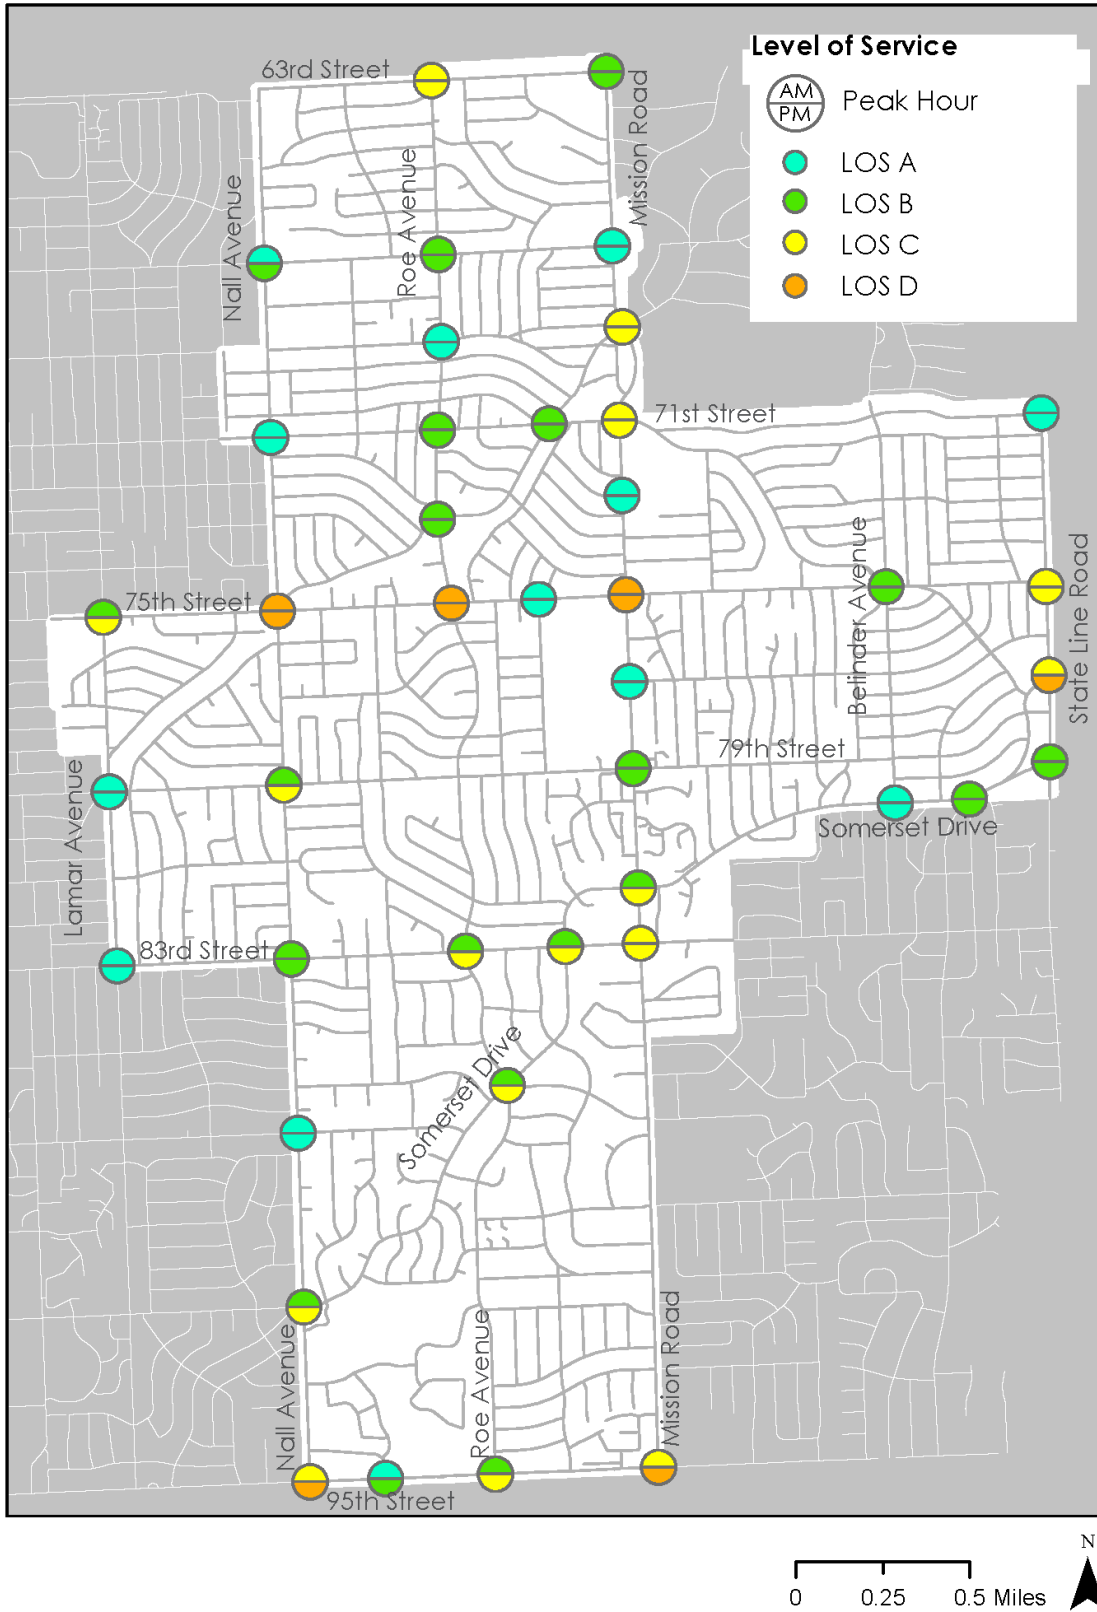 Level of Service
AM
PM
Peak Hour
LOS A
LOS B
LOS C
LOS D
63rd Street
Mission Road
Roe Avenue
Nall Avenue
71st Street
75th Street
Belinder Avenue
State Line Road
79th Street
Lamar Avenue
Somerset Drive
83rd Street
Somerset Drive
Nall Avenue
Roe Avenue
Mission Road
95th Street
N
0 0.25 0.5 Miles